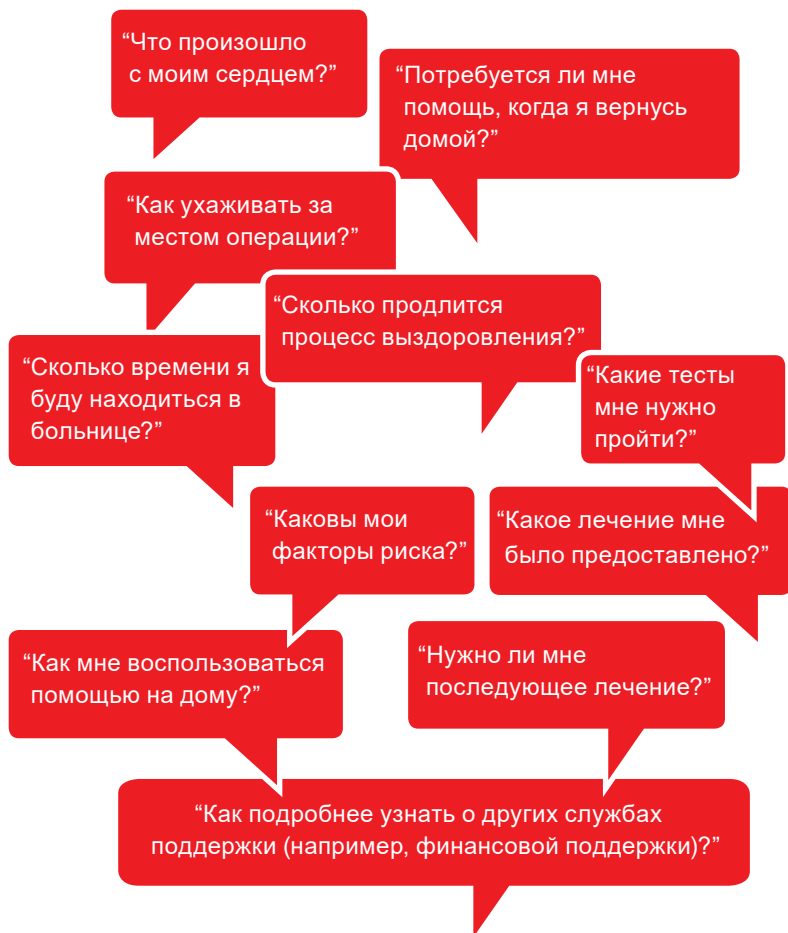 “Что произошло
с моим сердцем?”
“Потребуется ли мне
помощь, когда я вернусь
домой?”
“Как ухаживать за
местом операции?”
“Сколько продлится
процесс выздоровления?”
“Сколько времени я
буду находиться в
больнице?”
“Какие тесты
мне нужно
пройти?”
“Каковы мои
факторы риска?”
“Какое лечение мне
было предоставлено?”
“Как мне воспользоваться
помощью на дому?”
“Нужно ли мне
последующее лечение?”
“Как подробнее узнать о других службах
поддержки (например, финансовой поддержки)?”